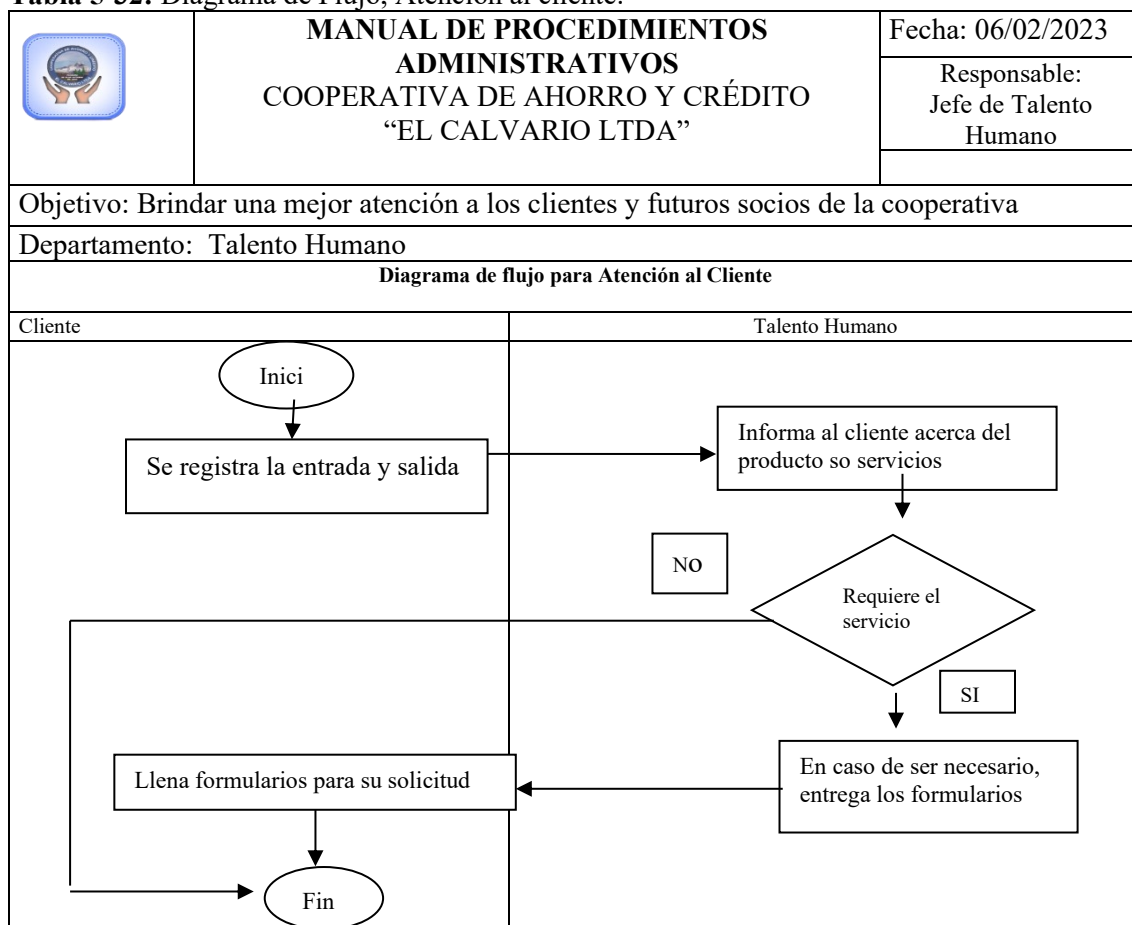 Tabla 3-32: Diagrama de Flujo, Atención al cliente.
MANUAL DE PROCEDIMIENTOS
ADMINISTRATIVOS
COOPERATIVA DE AHORRO Y CRÉDITO
“EL CALVARIO LTDA”
Fecha: 06/02/2023
Responsable:
Jefe de Talento
Humano
Objetivo: Brindar una mejor atención a los clientes y futuros socios de la cooperativa
Departamento: Talento Humano
Diagrama de flujo para Atención al Cliente
Cliente
Talento Humano
Inici
Se registra la entrada y salida
Informa al cliente acerca del
producto so servicios
NO
Requiere el
servicio
SI
En caso de ser necesario,
entrega los formularios
Llena formularios para su solicitud
Fin